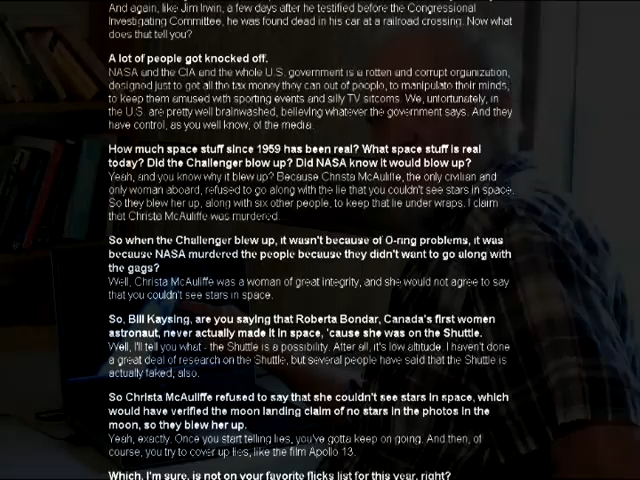 And again, like Jim Irwin, a few days after he testified before the Congressional
Investigating Committee, he was found dead in his car at a railroad crossing. Now what
does that tell you?
A lot of people got knocked off.
NASA and the CIA and the whole U.S. government is a rotten and corrupt organization,
designed just to get all the tax money they can out of people, to manipulate their minds,
to keep them amused with sporting events and silly TV sitcoms. We, unfortunately, in
the U.S. are pretty well brainwashed, believing whatever the government says. And they
have control, as you well know, of the media.
How much space stuff since 1959 has been real? What space stuff is real
today? Did the Challenger blow up? Did NASA know it would blow up?
Yeah, and you know why it blew up? Because Christa McAuliffe, the only civilian and
only woman aboard, refused to go along with the lie that you couldn't see stars in space.
So they blew her up, along with six other people, to keep that lie under wraps. I claim
that Christa McAuliffe was murdered.
So when the Challenger blew up, it wasn't because of O-ring problems, it was
because NASA murdered the people because they didn't want to go along with
the gags?
Well, Christa McAuliffe was a woman of great integrity, and she would not agree to say
that you couldn't see stars in space.
So, Bill Kaysing, are you saying that Roberta Bondar, Canada's first women
astronaut, never actually made it in space, 'cause she was on the Shuttle.
Well, I'll tell you what - the Shuttle is a possibility. After all, it's low altitude. I haven't done
a great deal of research on the Shuttle, but several people have said that the Shuttle is
actually faked, also.
So Christa McAuliffe refused to say that she couldn't see stars in space, which
would have verified the moon landing claim of no stars in the photos in the
moon, so they blew her up.
Yeah, exactly. Once you start telling lies, you've gotta keep on going. And then, of
course, you try to cover up lies, like the film Apollo 13.
Which, I'm sure, is not on your favorite flicks list for this year, right?